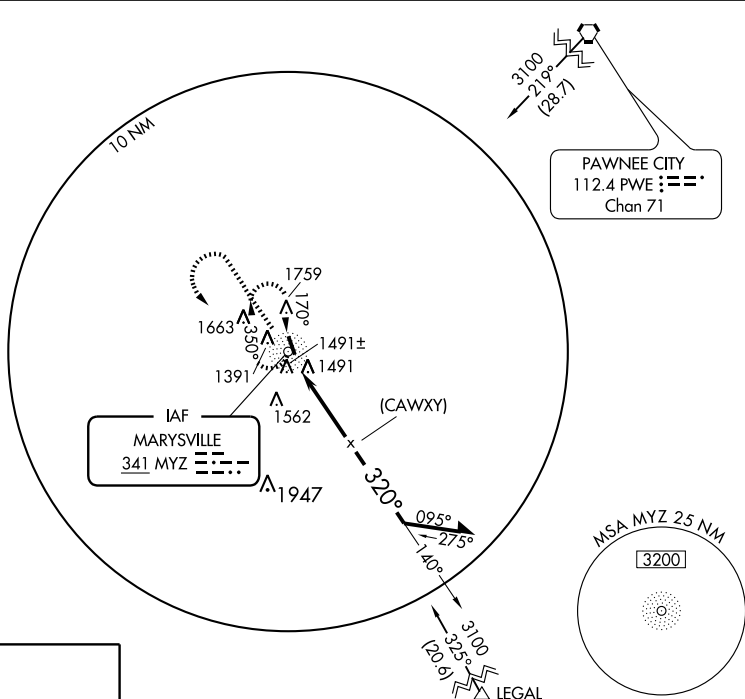 3100
219°
(28.7)
10 NM
PAWNEE CITY
112.4 PWE
Chan 71
1759
170°
1663
350°
1491±
1391
1491
1562
(CAWXY)
IAF
MARYSVILLE
341 MYZ
1947
320°
095°
275°
140°
MSA MYZ 25 NM
3200
3100
325°
(20.6)
LEGAL